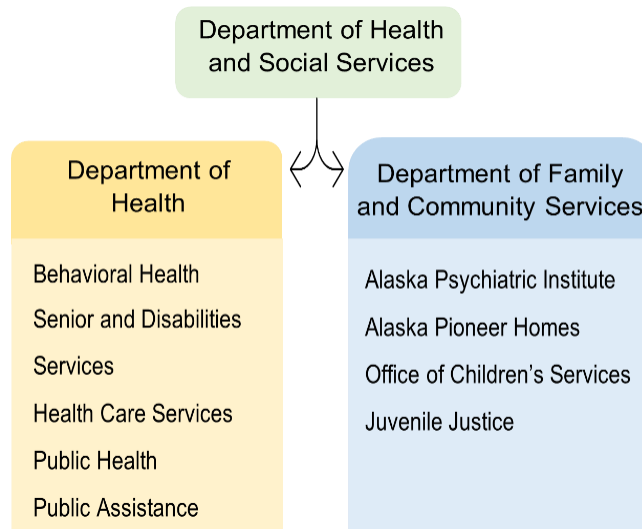 Department of Health
and Social Services
Department of
Health
Behavioral Health
Senior and Disabilities
Services
Health Care Services
Public Health
Public Assistance
Department of Family
and Community Services
Alaska Psychiatric Institute
Alaska Pioneer Homes
Office of Children’s Services
Juvenile Justice